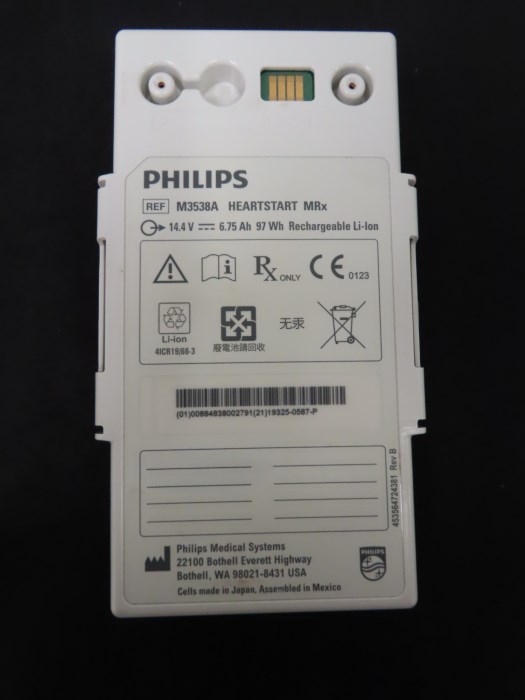 PHILIPS
REF M3538A HEARTSTART MRx
14.4 V 6.75 Ah 97 Wh Rechargeable Li-Ion
Rx ONLY CE 0123
Li-ion
4ICR19/66-3
廢電池請回收
无汞
(01)00884838002791(21)19325-0587-P
453564724381 Rev B
Philips Medical Systems
22100 Bothell Everett Highway
Bothell, WA 98021-8431 USA
Cells made in Japan, Assembled in Mexico
PHILIPS